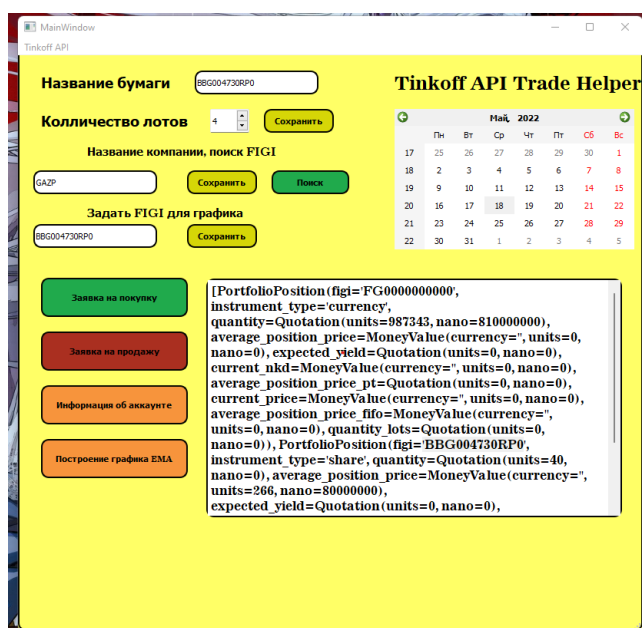 MainWindow
Tinkoff API
Название бумаги
BBG004730RP0
Tinkoff API Trade Helper
Колличество лотов
4
Сохранить
Май, 2022
Пн Вт Ср Чт Пт Сб Вс
17 25 26 27 28 29 30 1
18 2 3 4 5 6 7 8
19 9 10 11 12 13 14 15
20 16 17 18 19 20 21 22
21 23 24 25 26 27 28 29
22 30 31 1 2 3 4 5
Название компании, поиск FIGI
GAZP
Сохранить
Поиск
Задать FIGI для графика
BBG004730RP0
Сохранить
Заявка на покупку
Заявка на продажу
Информация об аккаунте
Построение графика EMA
[PortfolioPosition(figi='FG0000000000',
instrument_type='currency',
quantity=Quotation(units=987343, nano=810000000),
average_position_price=MoneyValue(currency='', units=0,
nano=0), expected_yield=Quotation(units=0, nano=0),
current_nkd=MoneyValue(currency='', units=0, nano=0),
average_position_price_pt=Quotation(units=0, nano=0),
current_price=MoneyValue(currency='', units=0, nano=0),
average_position_price_fifo=MoneyValue(currency='',
units=0, nano=0), quantity_lots=Quotation(units=0,
nano=0)), PortfolioPosition(figi='BBG004730RP0',
instrument_type='share', quantity=Quotation(units=40,
nano=0), average_position_price=MoneyValue(currency='',
units=266, nano=80000000),
expected_yield=Quotation(units=0, nano=0),